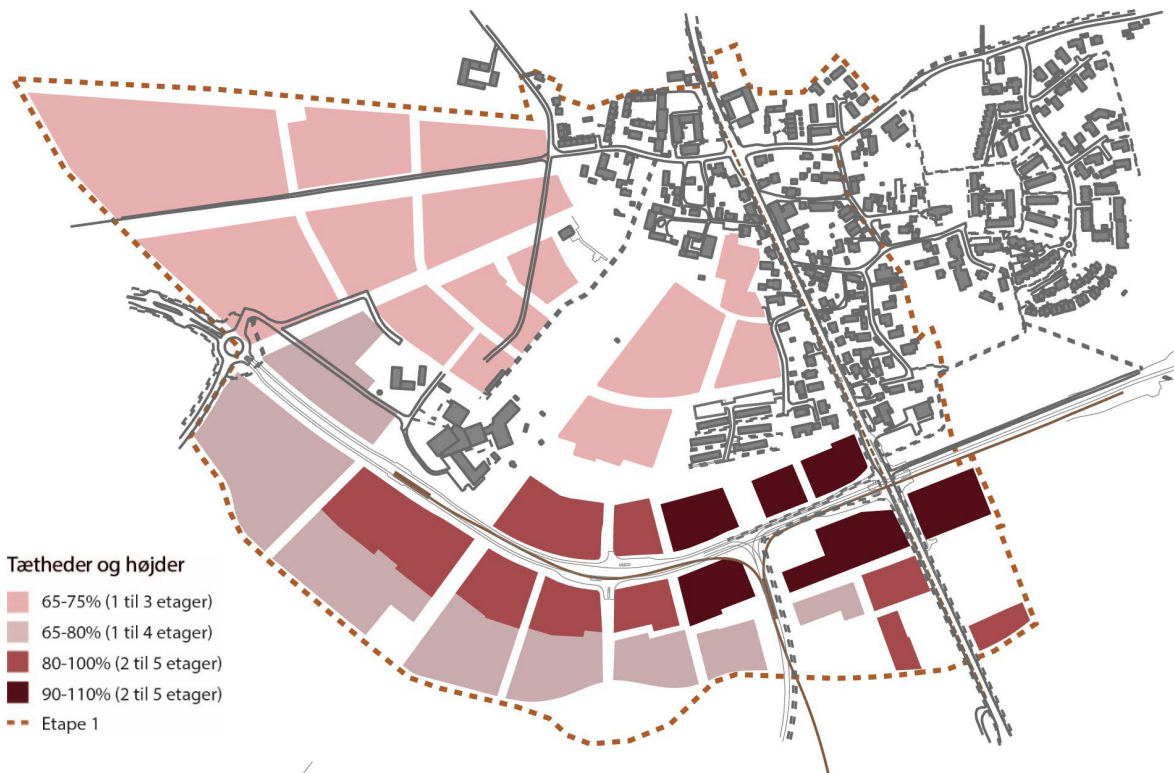 Tætheder og højder
65-75% (1 til 3 etager)
65-80% (1 til 4 etager)
80-100% (2 til 5 etager)
90-110% (2 til 5 etager)
Etape 1